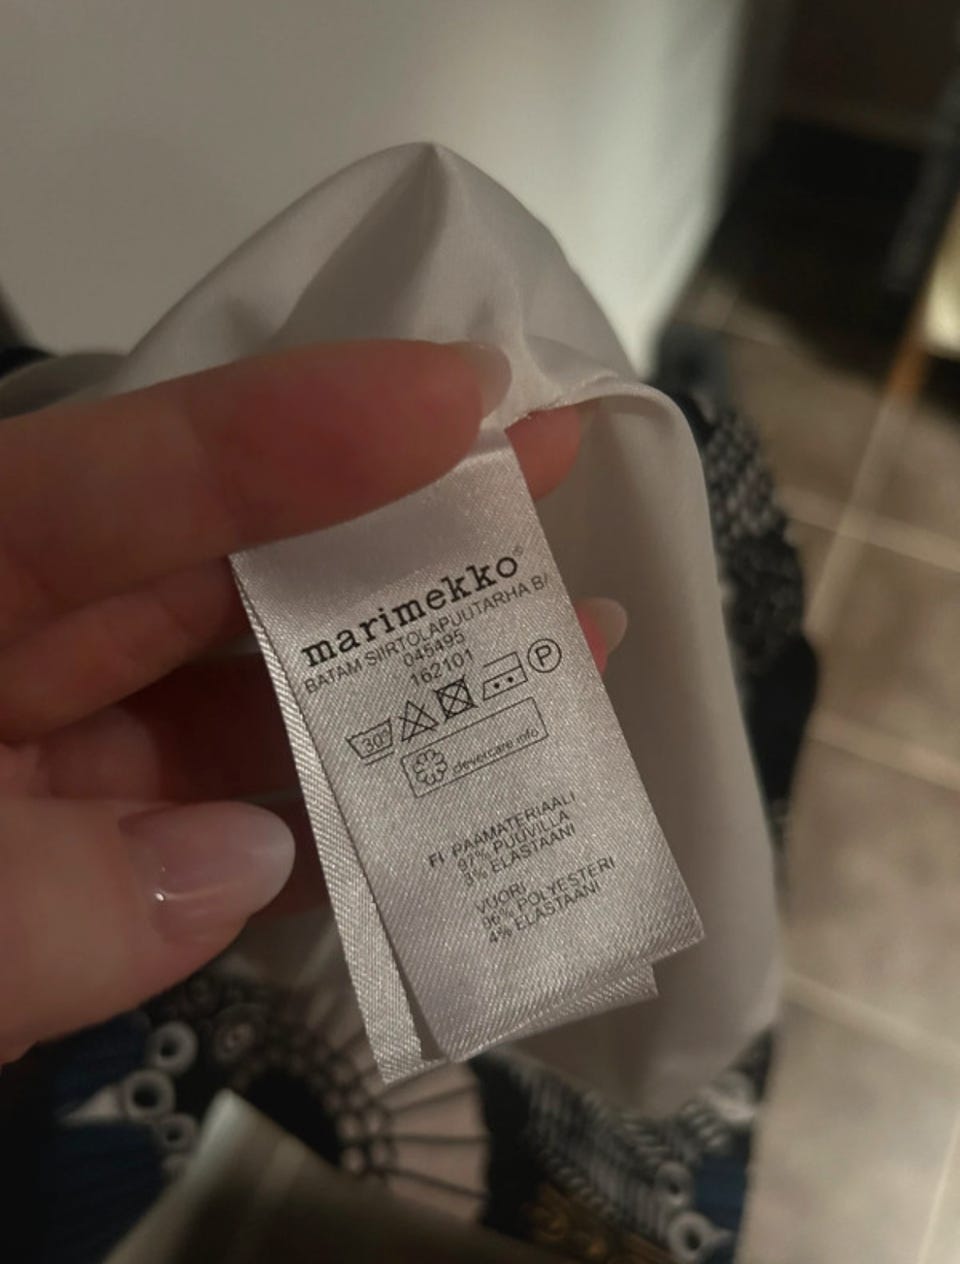 marimekko®
BATAM SIIRTOLAPUUTARHA B/
045495
162101
30° P
clevercare.info
FI PÄÄMATERIAALI
97% PUUVILLA
3% ELASTAANI
VUORI
96% POLYESTERI
4% ELASTAANI